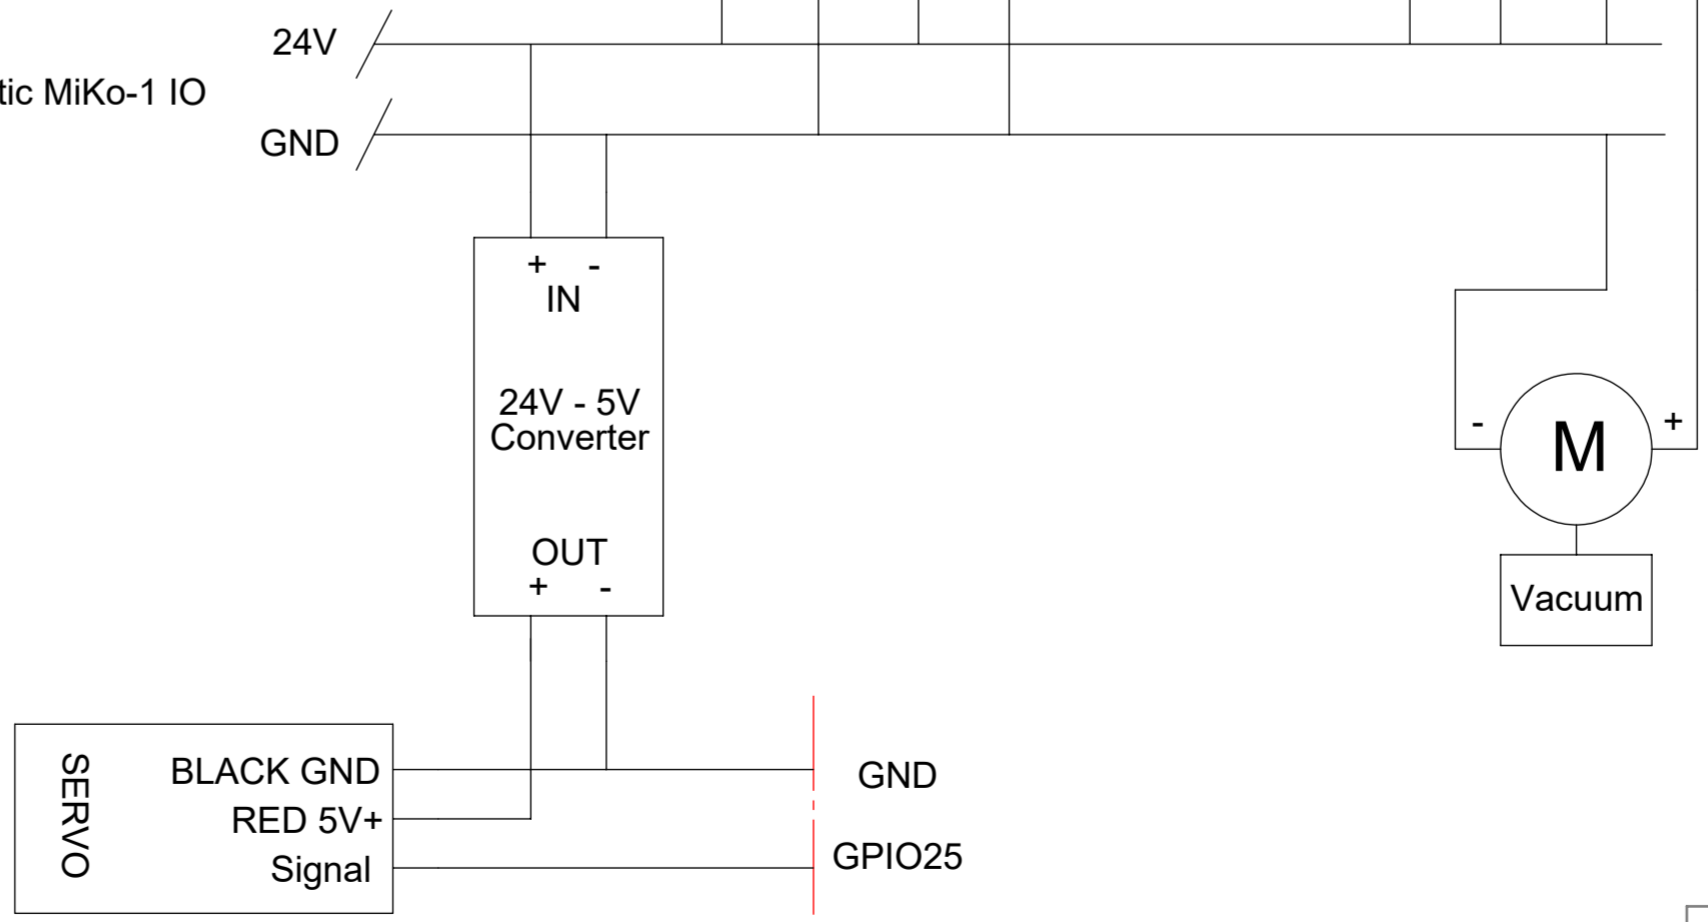 24V
tic MiKo-1 IO
GND
+ -
IN
24V - 5V
Converter
OUT
+ -
- M +
Vacuum
SERVO
BLACK GND
RED 5V+
Signal
GND
GPIO25